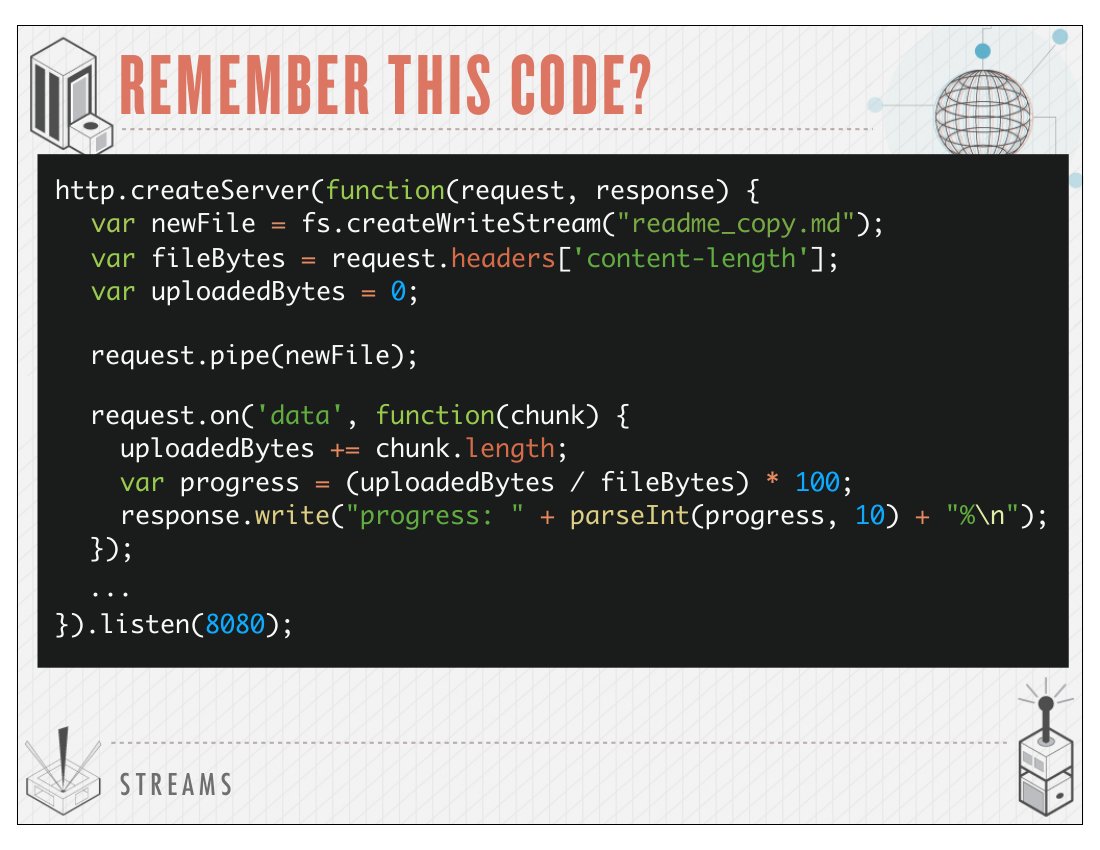 REMEMBER THIS CODE?
http.createServer(function(request, response) {
  var newFile = fs.createWriteStream("readme_copy.md");
  var fileBytes = request.headers['content-length'];
  var uploadedBytes = 0;

  request.pipe(newFile);

  request.on('data', function(chunk) {
    uploadedBytes += chunk.length;
    var progress = (uploadedBytes / fileBytes) * 100;
    response.write("progress: " + parseInt(progress, 10) + "%\n");
  });
  ...
}).listen(8080);
STREAMS